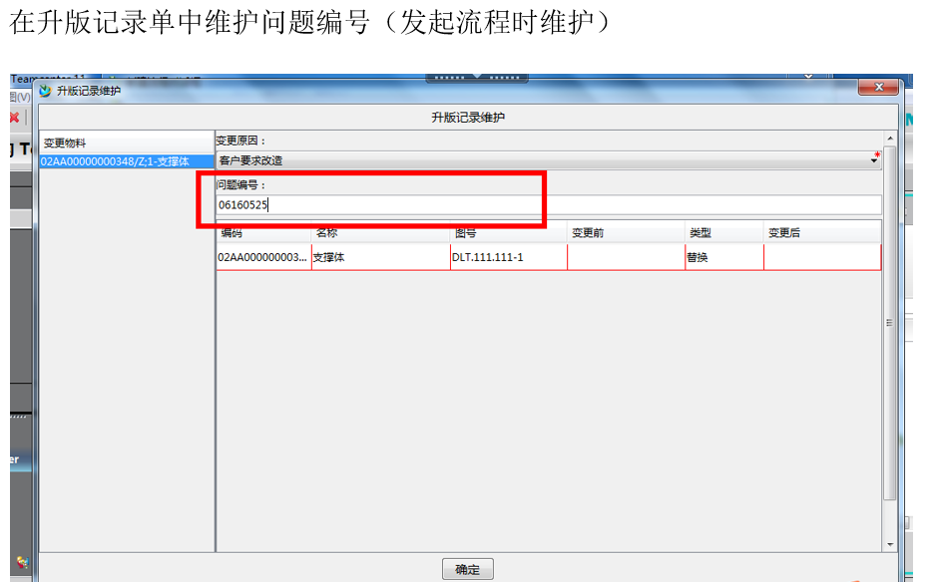 在升版记录单中维护问题编号（发起流程时维护）
升版记录维护
升版记录维护
变更物料
02AA00000000348/Z;1-支撑体
变更原因：
客户要求改造
问题编号：
06160525
编码 名称 图号 变更前 类型 变更后
02AA000000003... 支撑体 DLT.111.111-1 替换
确定